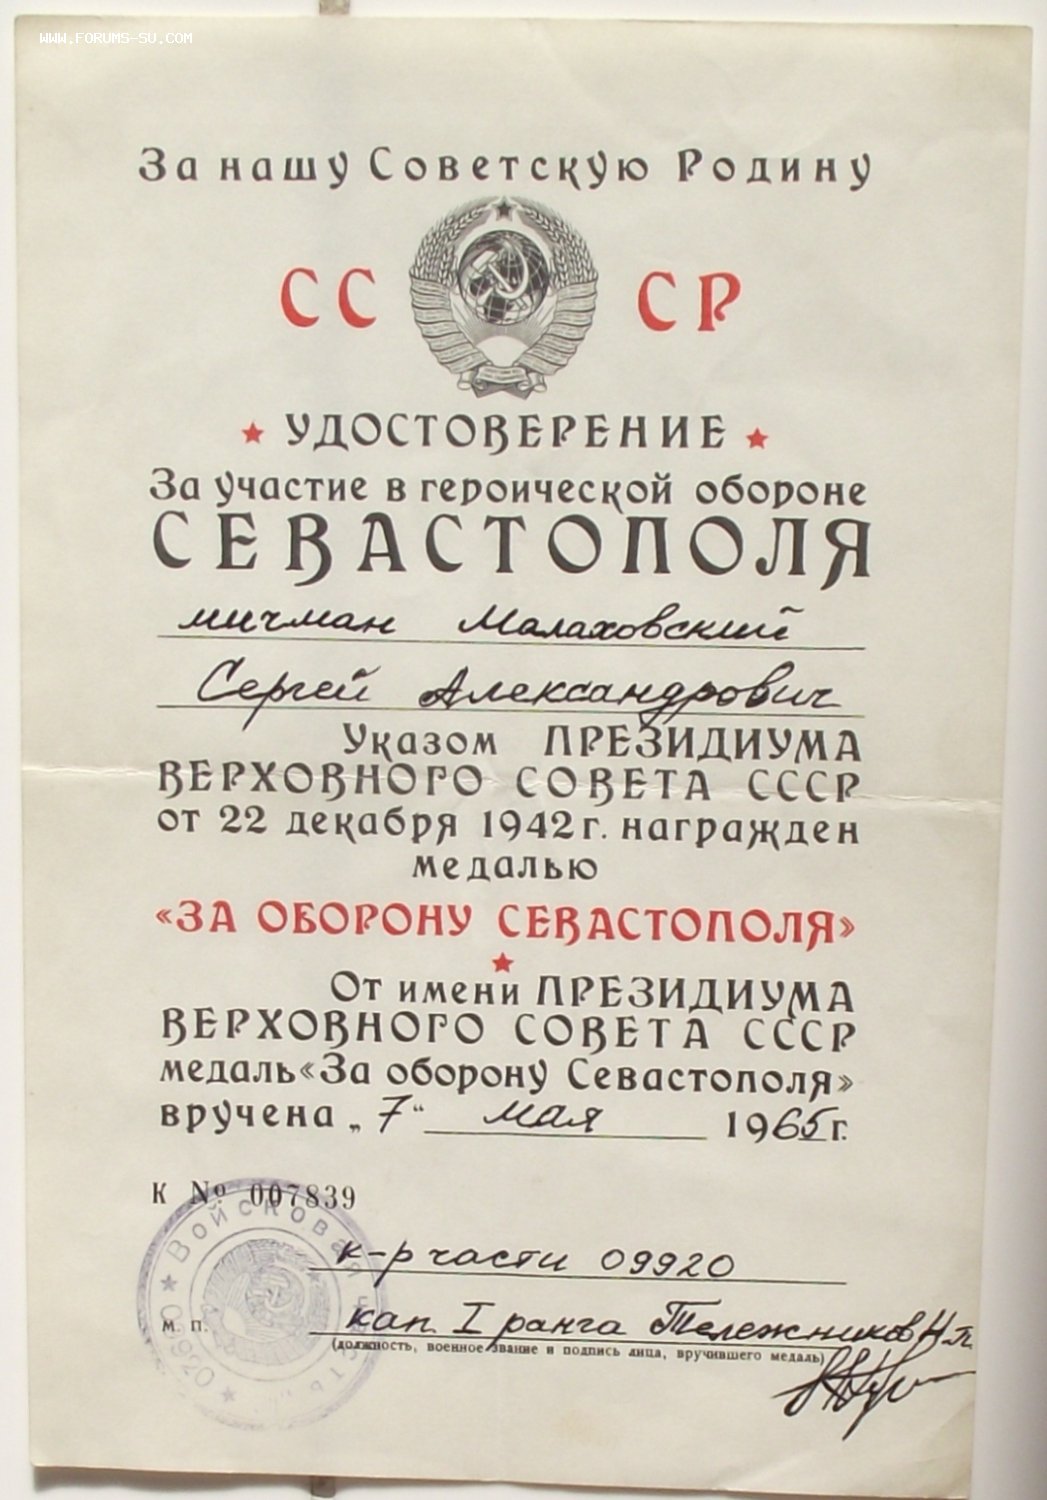 WWW.FORUMS-SU.COM
За нашу Советскую Родину
СС СР
УДОСТОВЕРЕНИЕ
За участие в героической обороне
СЕВАСТОПОЛЯ
мичман Малаховский
Сергей Александрович
Указом ПРЕЗИДИУМА
ВЕРХОВНОГО СОВЕТА СССР
от 22 декабря 1942 г. награжден
медалью
«ЗА ОБОРОНУ СЕВАСТОПОЛЯ»
От имени ПРЕЗИДИУМА
ВЕРХОВНОГО СОВЕТА СССР
медаль «За оборону Севастополя»
вручена „7“ мая 1965 г.
К № 007839
Войсковая часть 09920
к-р части 09920
М. П.
кап. I ранга Тележников Н.П.
(должность, военное звание и подпись лица, вручившего медаль)